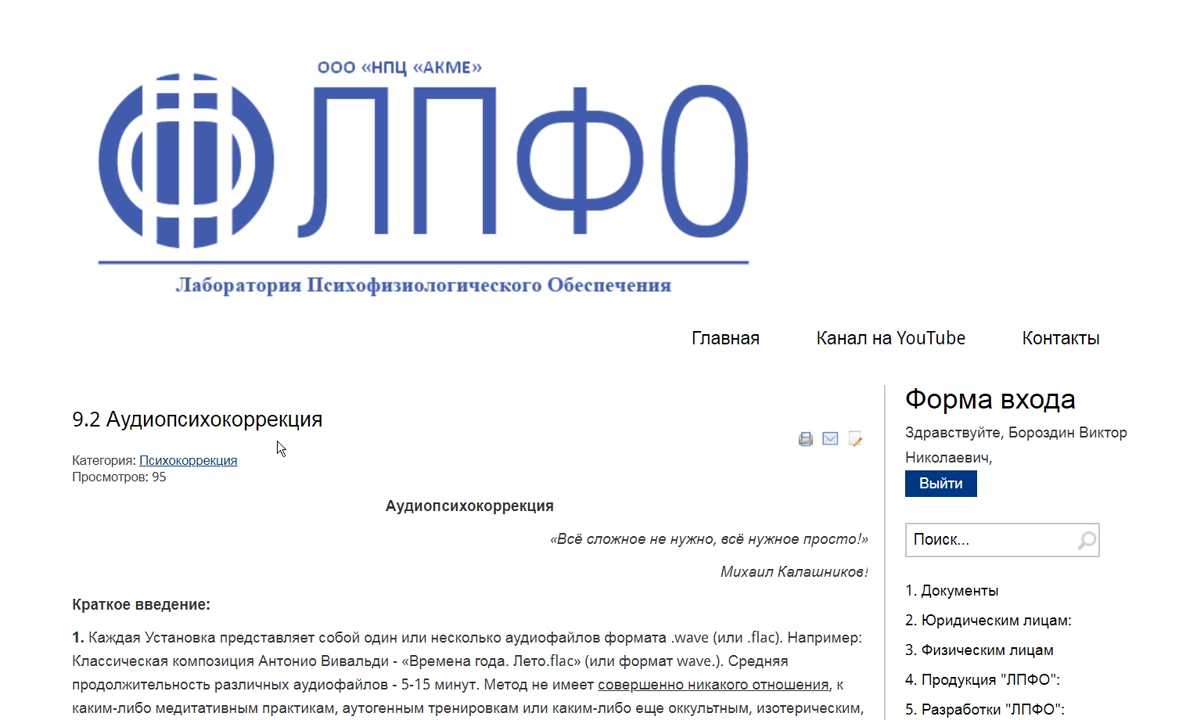 ООО «НПЦ «АКМЕ»
ЛПФО
Лаборатория Психофизиологического Обеспечения
Главная Канал на YouTube Контакты
9.2 Аудиопсихокоррекция
Категория: Психокоррекция
Просмотров: 95
Аудиопсихокоррекция
«Всё сложное не нужно, всё нужное просто!»
Михаил Калашников!
Краткое введение:
1. Каждая Установка представляет собой один или несколько аудиофайлов формата .wave (или .flac). Например:
Классическая композиция Антонио Вивальди - «Времена года. Лето.flac» (или формат wave.). Средняя
продолжительность различных аудиофайлов - 5-15 минут. Метод не имеет совершенно никакого отношения, к
каким-либо медитативным практикам, аутогенным тренировкам или каким-либо еще оккультным, изотерическим,
Форма входа
Здравствуйте, Бороздин Виктор
Николаевич,
Выйти
Поиск...
1. Документы
2. Юридическим лицам:
3. Физическим лицам
4. Продукция "ЛПФО":
5. Разработки "ЛПФО":